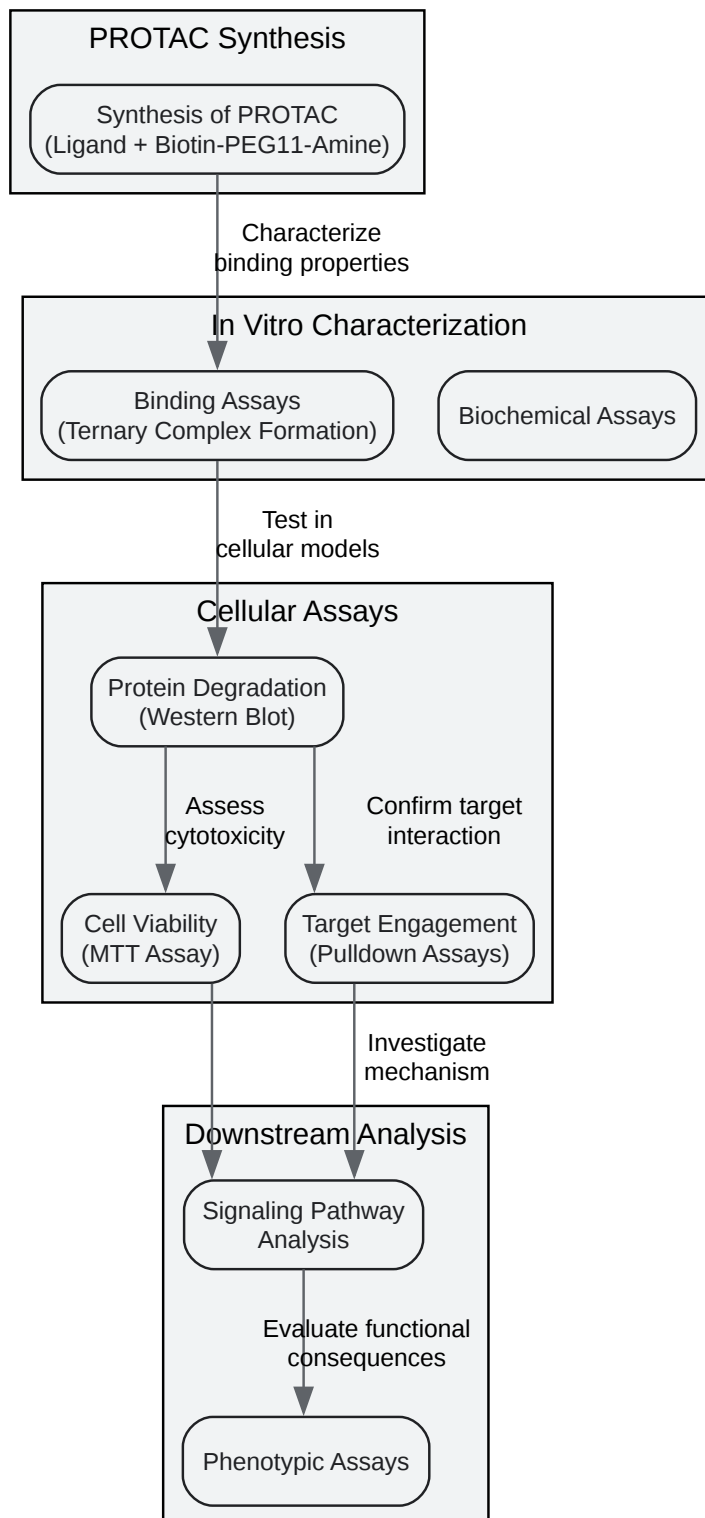 PROTAC Synthesis
Synthesis of PROTAC
(Ligand + Biotin-PEG11-Amine)
Characterize
binding properties
In Vitro Characterization
Binding Assays
(Ternary Complex Formation)
Biochemical Assays
Test in
cellular models
Cellular Assays
Protein Degradation
(Western Blot)
Assess
cytotoxicity
Confirm target
interaction
Cell Viability
(MTT Assay)
Target Engagement
(Pulldown Assays)
Investigate
mechanism
Downstream Analysis
Signaling Pathway
Analysis
Evaluate functional
consequences
Phenotypic Assays